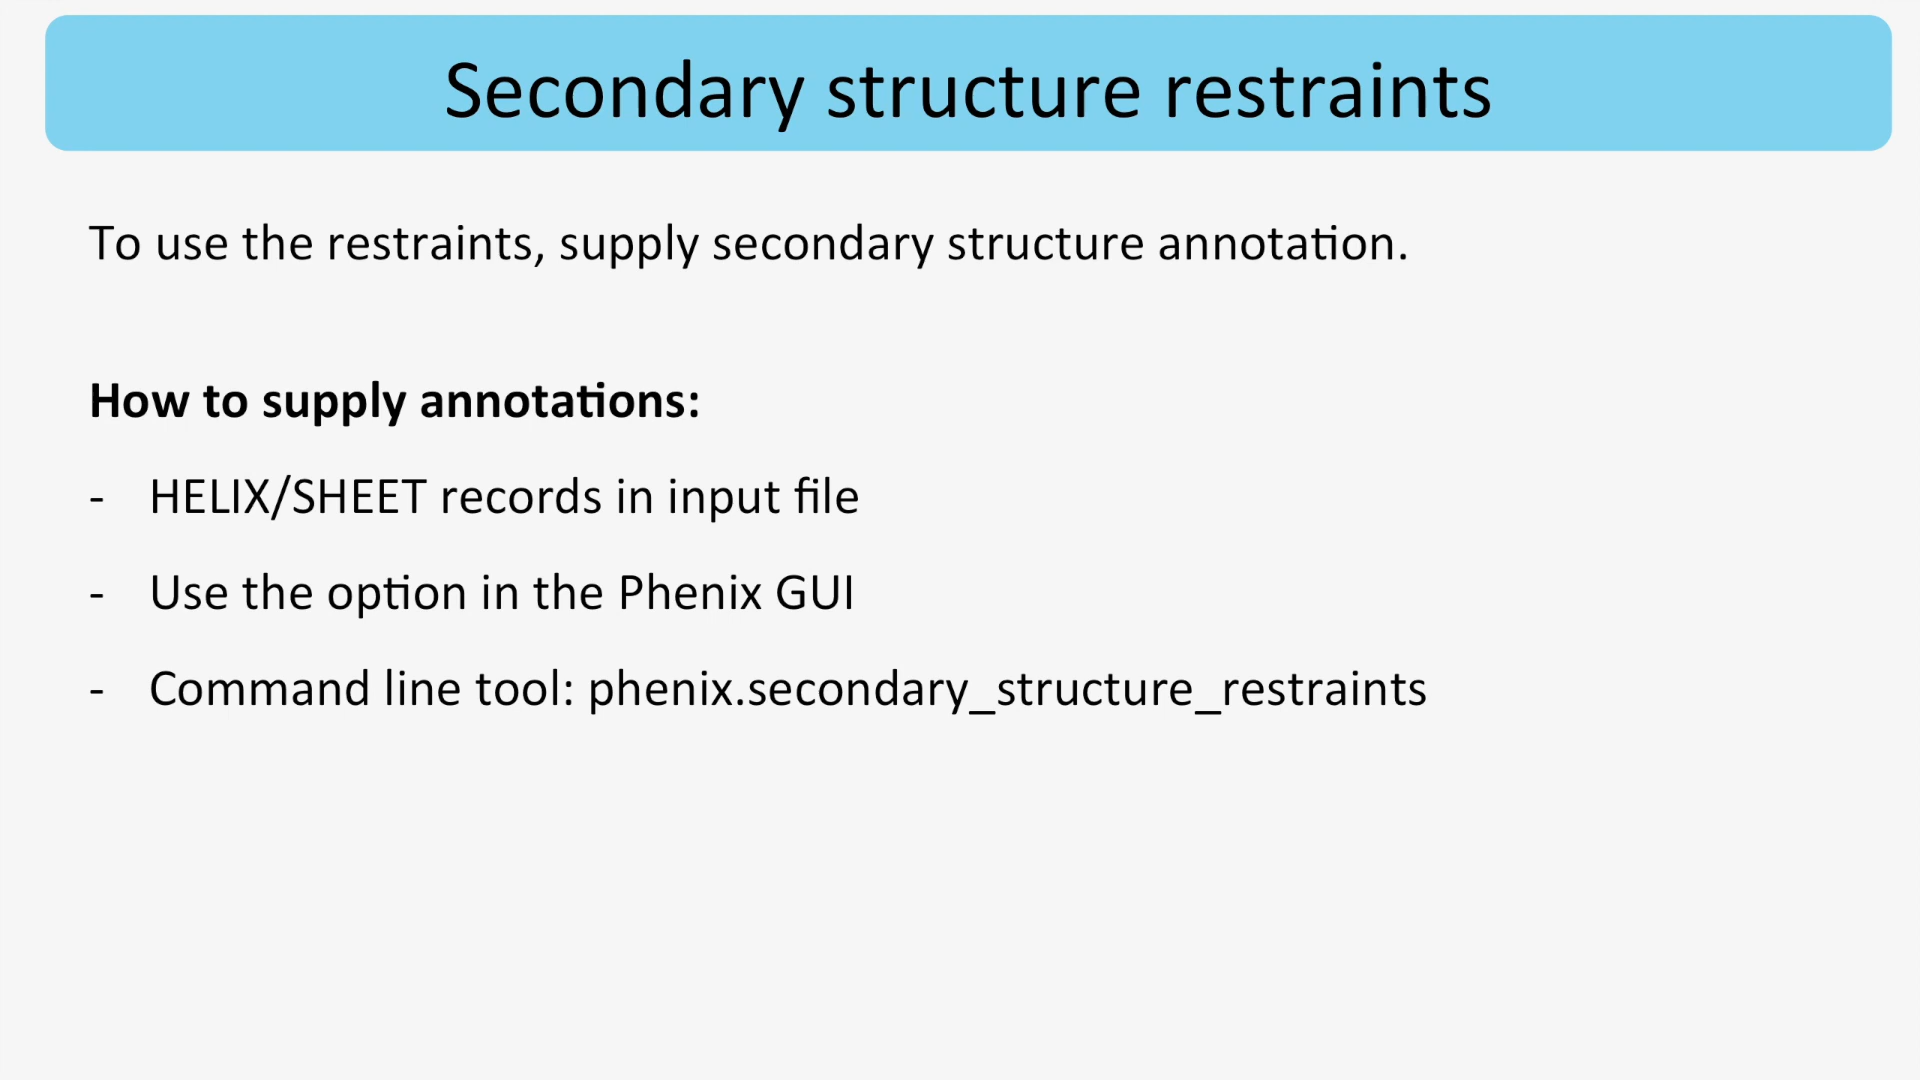 Secondary structure restraints
To use the restraints, supply secondary structure annotation.
How to supply annotations:
- HELIX/SHEET records in input file
- Use the option in the Phenix GUI
- Command line tool: phenix.secondary_structure_restraints